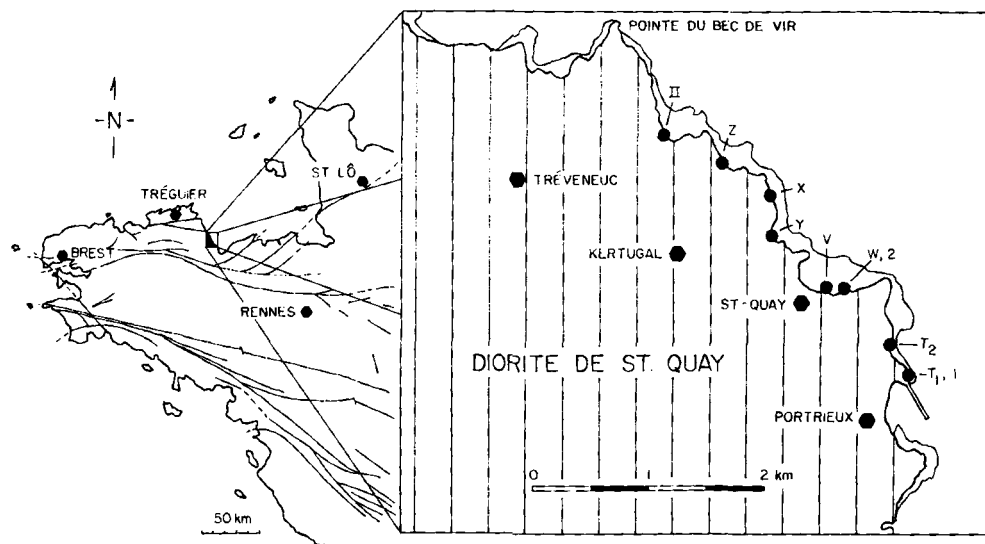 -N-
ST LÔ
TRÉGUIER
BREST
RENNES
50 km
POINTE DU BEC DE VIR
II
Z
TRÉVENEUC
X
Y
KERTUGAL
V
W, 2
ST-QUAY
T2
DIORITE DE ST. QUAY
T1, 1
PORTRIEUX
0 1 2 km